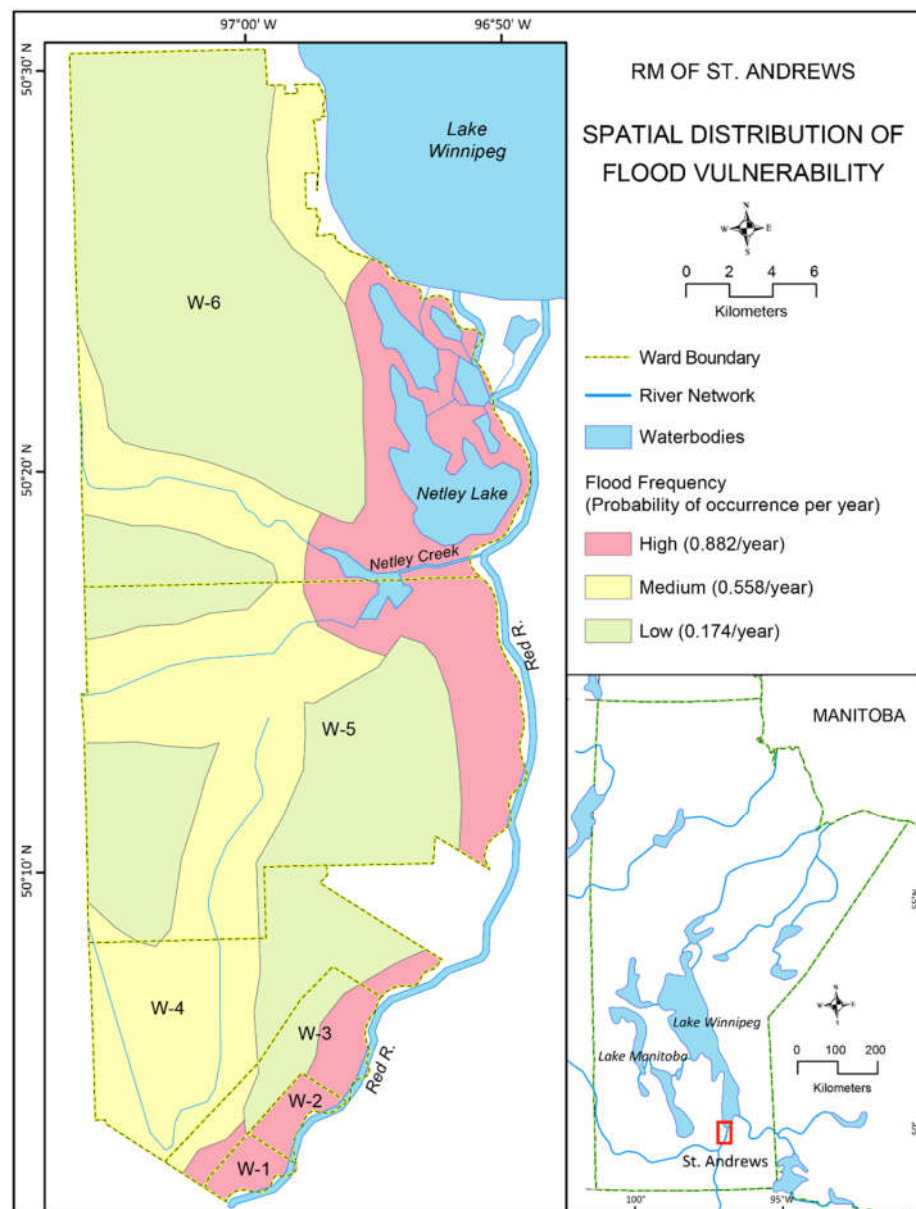 97°00' W
96°50' W
50°30' N
50°20' N
50°10' N
Lake
Winnipeg
W-6
Netley Lake
Netley Creek
Red R.
W-5
W-4
W-3
Red R.
W-2
W-1
RM OF ST. ANDREWS
SPATIAL DISTRIBUTION OF
FLOOD VULNERABILITY
N
W E
S
0 2 4 6
Kilometers
Ward Boundary
River Network
Waterbodies
Flood Frequency
(Probability of occurrence per year)
High (0.882/year)
Medium (0.558/year)
Low (0.174/year)
MANITOBA
55°N
N
W E
S
Lake Winnipeg
Lake Manitoba
0 100 200
Kilometers
St. Andrews
100°
95°W